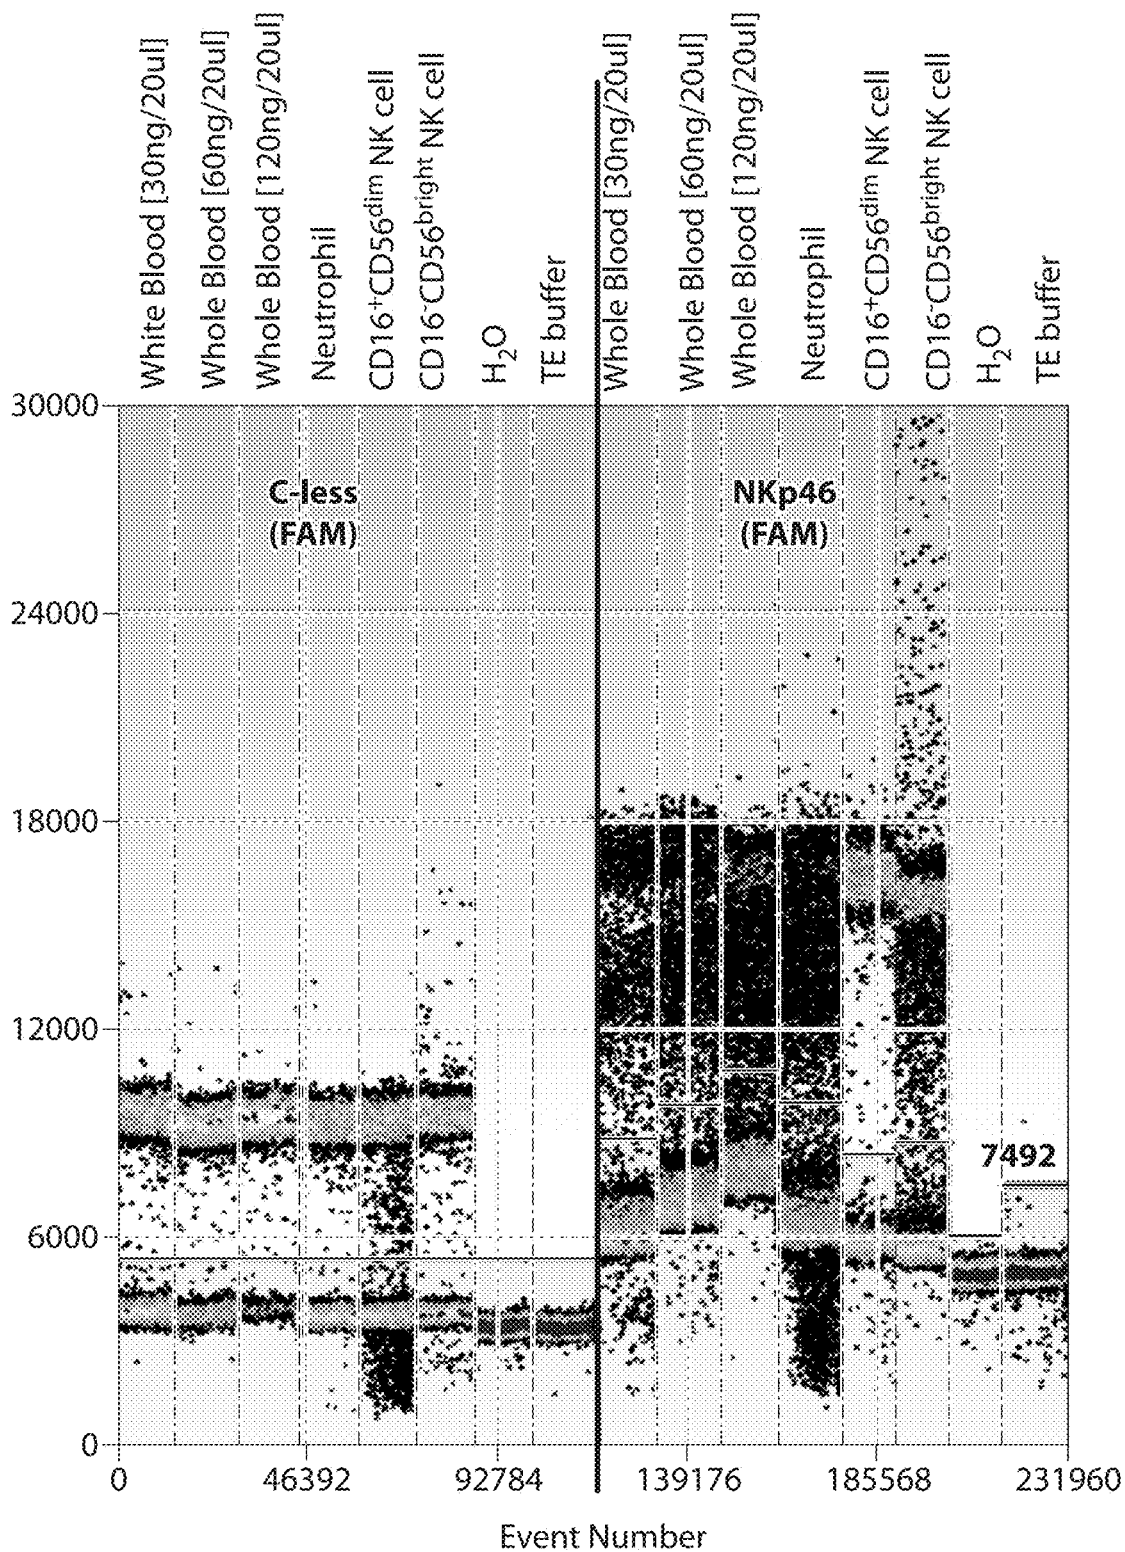 White Blood [30ng/20ul]
Whole Blood [60ng/20ul]
Whole Blood [120ng/20ul]
Neutrophil
CD16⁺CD56ᵈⁱᵐ NK cell
CD16⁻CD56ᵇʳⁱᵍʰᵗ NK cell
H₂O
TE buffer
Whole Blood [30ng/20ul]
Whole Blood [60ng/20ul]
Whole Blood [120ng/20ul]
Neutrophil
CD16⁺CD56ᵈⁱᵐ NK cell
CD16⁻CD56ᵇʳⁱᵍʰᵗ NK cell
H₂O
TE buffer
30000
C-less
(FAM)
NKp46
(FAM)
24000
18000
12000
7492
6000
0
0
46392
92784
139176
185568
231960
Event Number